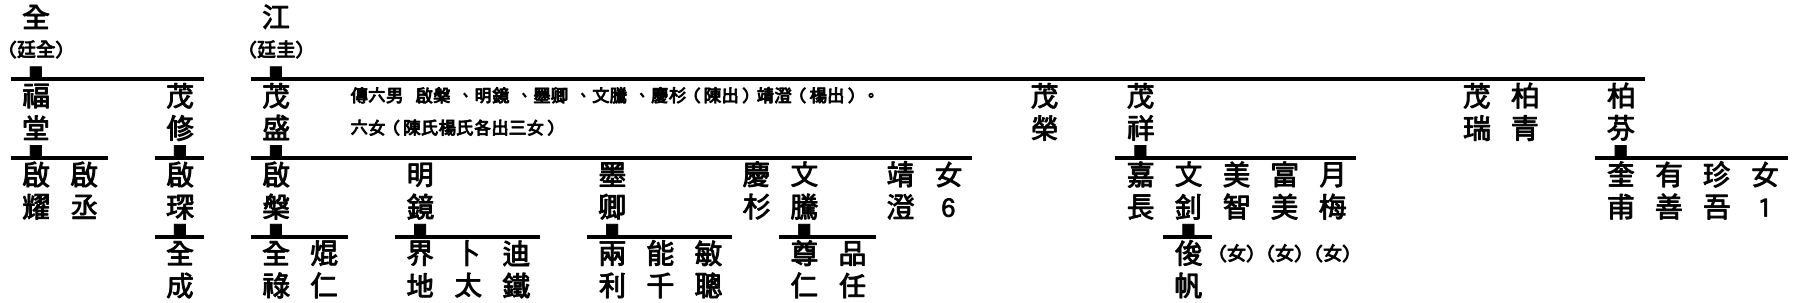 全 江
(廷全) (廷圭)
福堂 茂修 茂盛 茂榮 茂祥 茂瑞 柏青 柏芬
傳六男 啟槃、明鏡、墨卿、文騰、慶杉(陳出)靖澄(楊出)。
六女(陳氏楊氏各出三女)
啟耀 啟丞 啟琛 啟槃 明鏡 墨卿 慶杉 文騰 靖澄 女6 嘉長 文釗 美智 富美 月梅 奎甫 有善 珍吾 女1
全成 全祿 焜仁 界地 卜太 迪鐵 兩利 能千 敏聰 尊仁 品任 俊帆 (女) (女) (女)